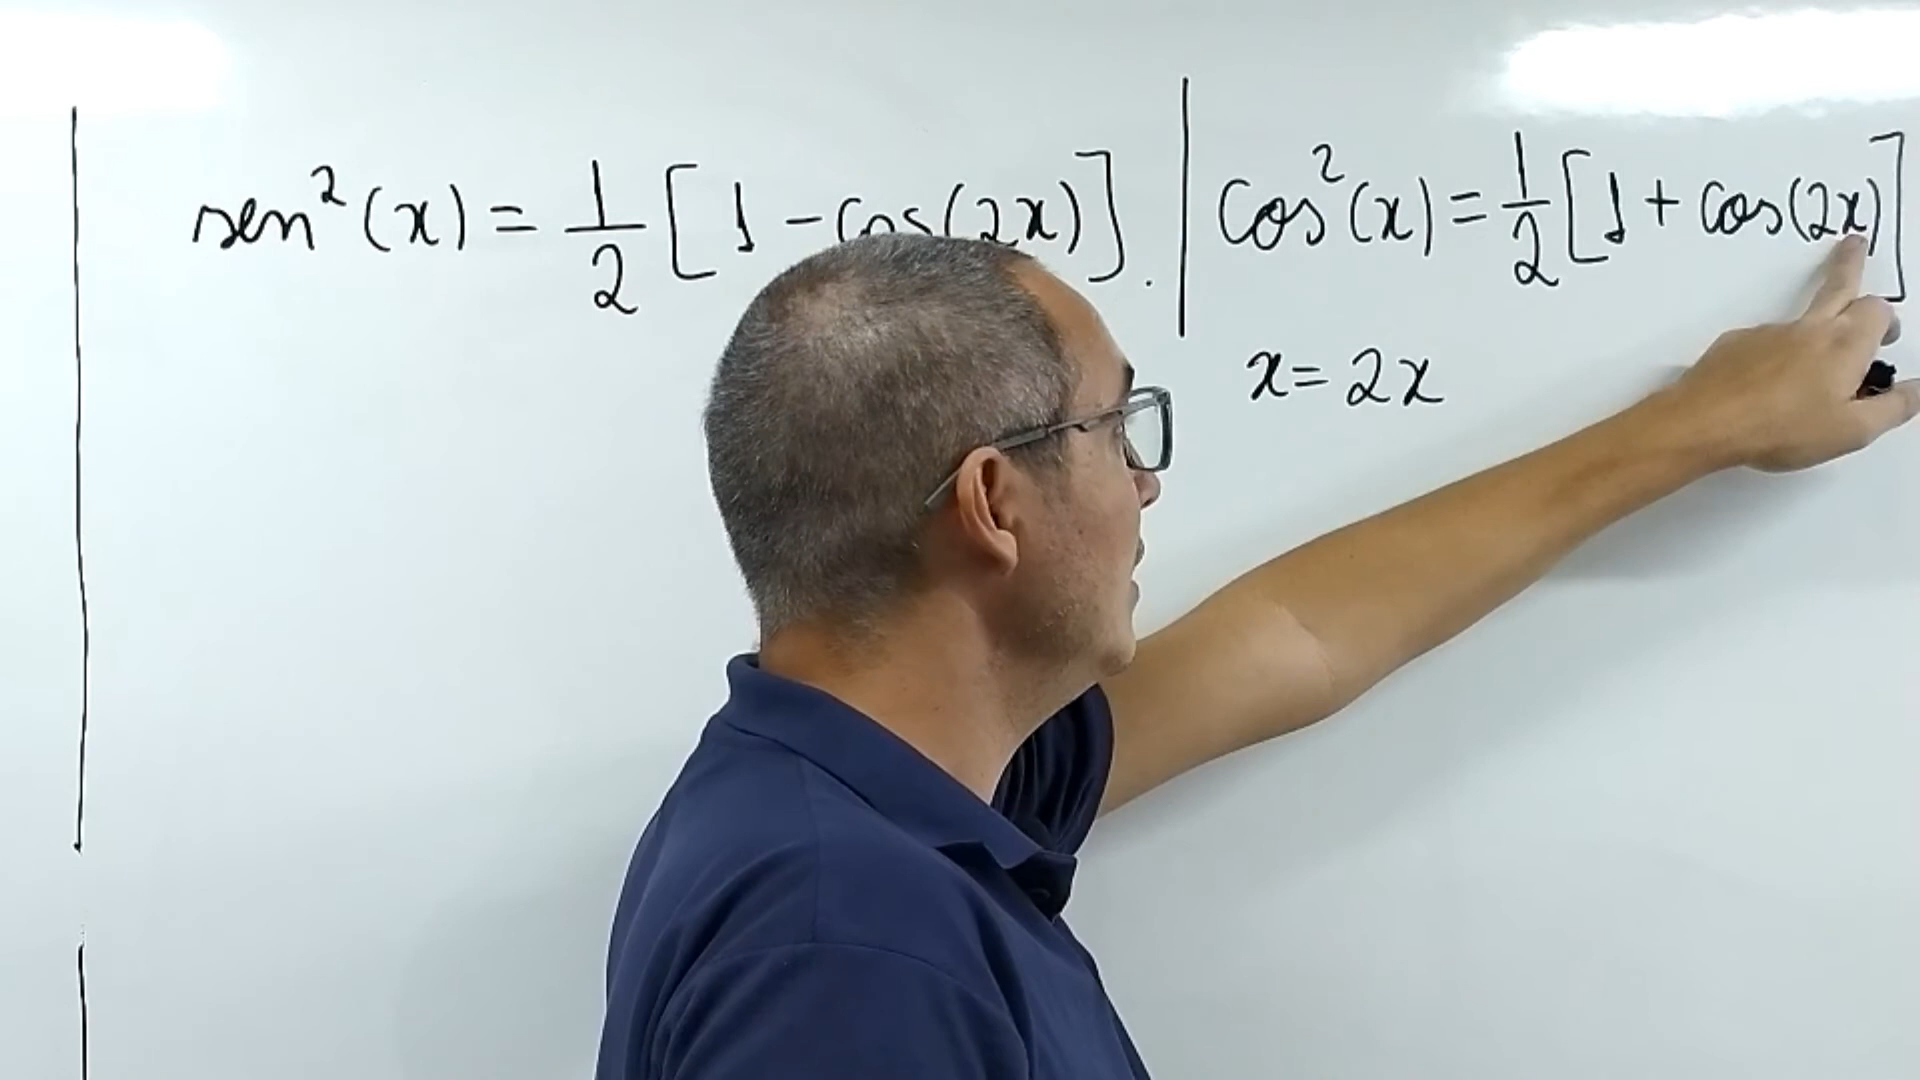 sen²(x) = 1/2 [1 - cos(2x)]. | cos²(x) = 1/2 [1 + cos(2x)]
x = 2x